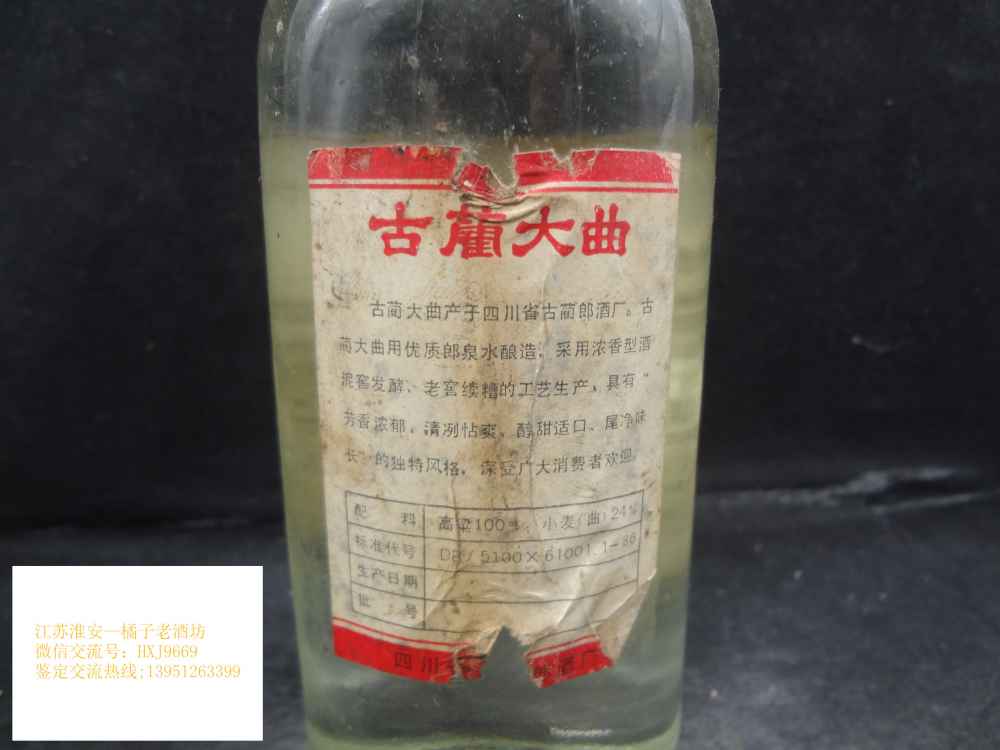 古蔺大曲
古蔺大曲产于四川省古蔺郎酒厂。古
蔺大曲用优质郎泉水酿造，采用浓香型酒
泥窖发酵、老窖续糟的工艺生产，具有“
芳香浓郁，清冽怗爽、醇甜适口、尾净味
长”的独特风格，深受广大消费者欢迎。
配 料 高粱100%，小麦(曲)24%
标准代号 DB/5100×61001.1-86
生产日期
批 号
四川 酒厂
江苏淮安—橘子老酒坊
微信交流号：HXJ9669
鉴定交流热线;13951263399